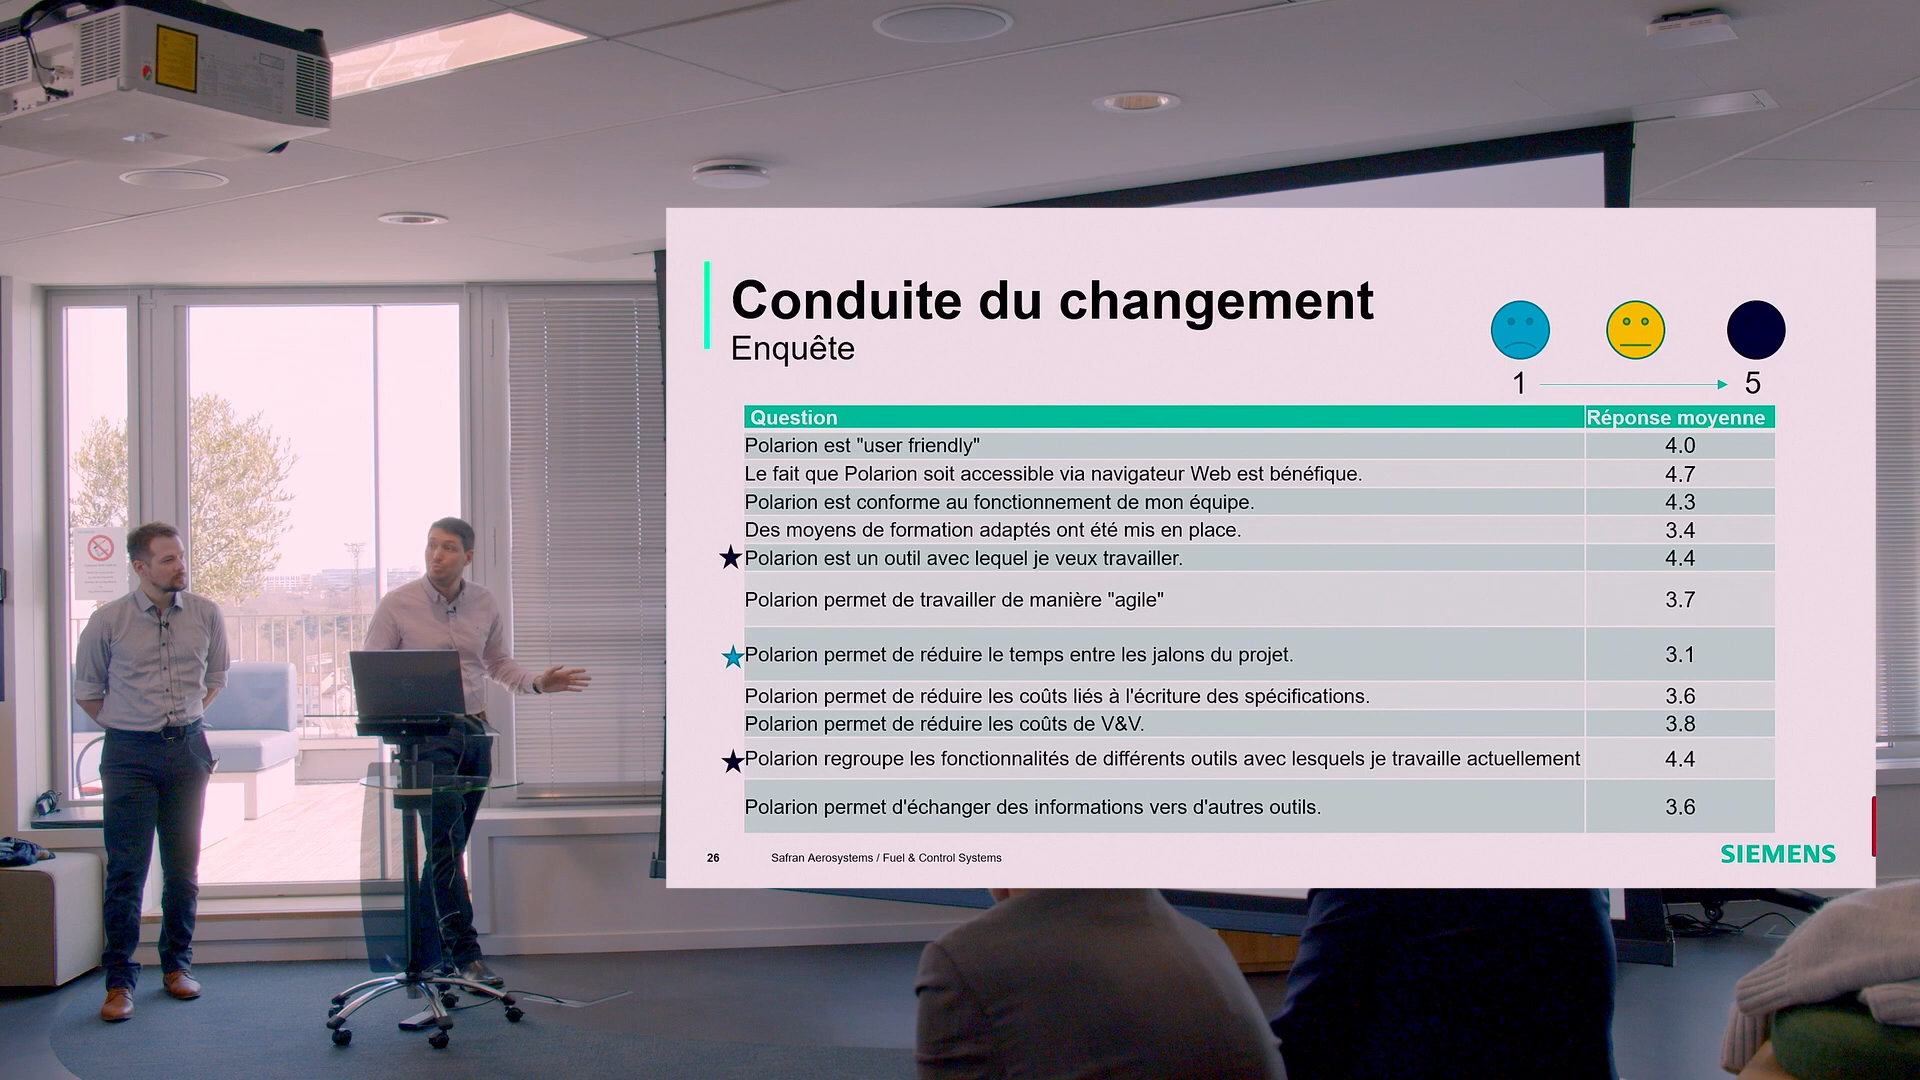 Conduite du changement
Enquête
1 5
Question Réponse moyenne
Polarion est "user friendly" 4.0
Le fait que Polarion soit accessible via navigateur Web est bénéfique. 4.7
Polarion est conforme au fonctionnement de mon équipe. 4.3
Des moyens de formation adaptés ont été mis en place. 3.4
Polarion est un outil avec lequel je veux travailler. 4.4
Polarion permet de travailler de manière "agile" 3.7
Polarion permet de réduire le temps entre les jalons du projet. 3.1
Polarion permet de réduire les coûts liés à l'écriture des spécifications. 3.6
Polarion permet de réduire les coûts de V&V. 3.8
Polarion regroupe les fonctionnalités de différents outils avec lesquels je travaille actuellement 4.4
Polarion permet d'échanger des informations vers d'autres outils. 3.6
26 Safran Aerosystems / Fuel & Control Systems
SIEMENS